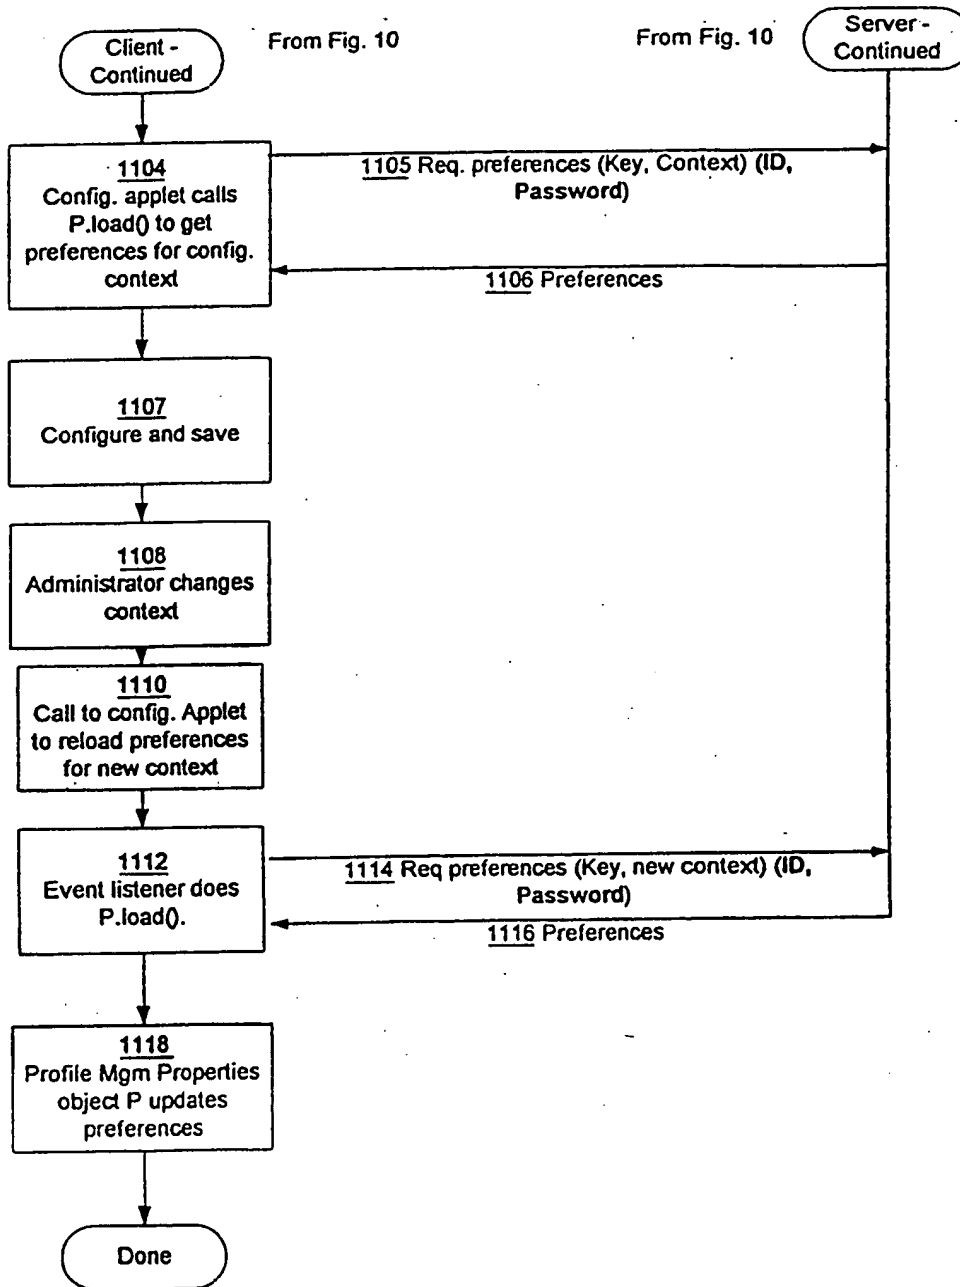 Client -
Continued
From Fig. 10
From Fig. 10
Server -
Continued
1104
Config. applet calls
P.load() to get
preferences for config.
context
1105 Req. preferences (Key, Context) (ID,
Password)
1106 Preferences
1107
Configure and save
1108
Administrator changes
context
1110
Call to config. Applet
to reload preferences
for new context
1112
Event listener does
P.load().
1114 Req preferences (Key, new context) (ID,
Password)
1116 Preferences
1118
Profile Mgm Properties
object P updates
preferences
Done